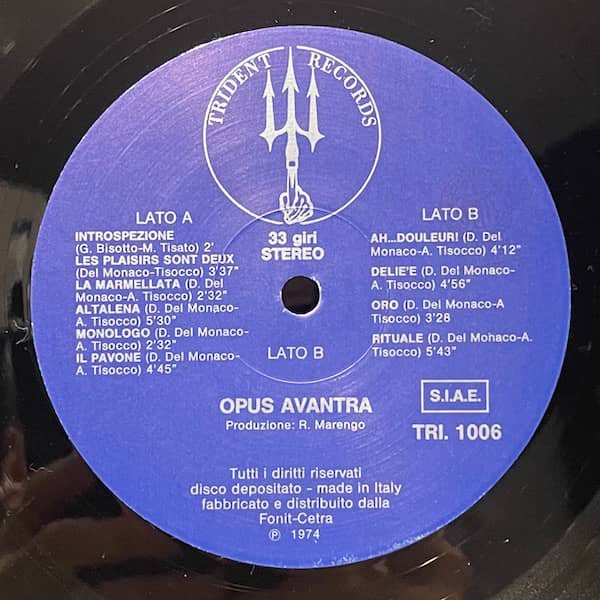 TRIDENT RECORDS
LATO A
INTROSPEZIONE
(G. Bisotto-M. Tisato) 2'
LES PLAISIRS SONT DEUX
(Del Monaco-Tisocco) 3'37"
LA MARMELLATA (D. Del
Monaco-A. Tisocco) 2'32"
ALTALENA (D. Del Monaco-
A. Tisocco) 5'30"
MONOLOGO (D. Del Monaco-
A. Tisocco) 2'32"
IL PAVONE (D. Del Monaco-
A. Tisocco) 4'45"
33 giri
STEREO
LATO B
LATO B
AH...DOULEUR! (D. Del
Monaco-A. Tisocco) 4'12"
DELIE'E (D. Del Monaco-
A. Tisocco) 4'56"
ORO (D. Del Monaco-A
Tisocco) 3'28
RITUALE (D. Del Mohaco-A.
Tisocco) 5'43"
OPUS AVANTRA
Produzione: R. Marengo
S.I.A.E.
TRI. 1006
Tutti i diritti riservati
disco depositato - made in Italy
fabbricato e distribuito dalla
Fonit-Cetra
℗ 1974